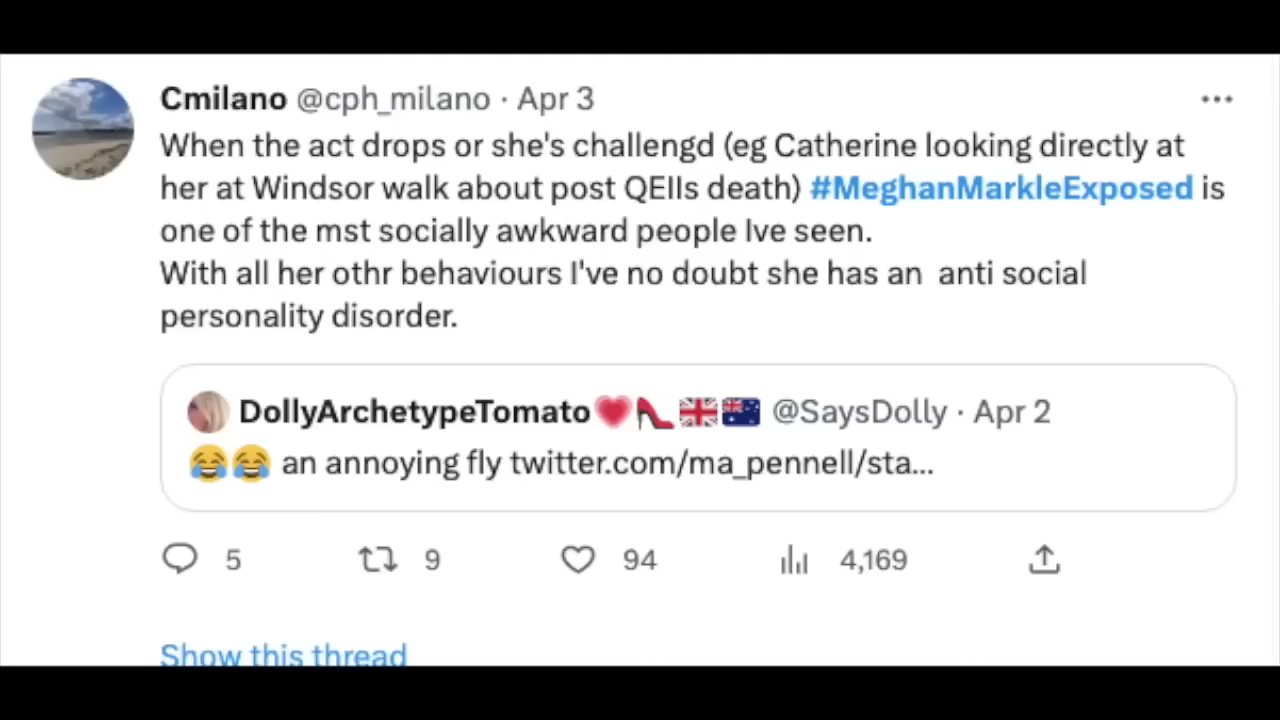 Cmilano @cph_milano · Apr 3
When the act drops or she's challengd (eg Catherine looking directly at
her at Windsor walk about post QEIIs death) #MeghanMarkleExposed is
one of the mst socially awkward people Ive seen.
With all her othr behaviours I've no doubt she has an  anti social
personality disorder.
DollyArchetypeTomato💗👠🇬🇧🇦🇺 @SaysDolly · Apr 2
😂😂 an annoying fly twitter.com/ma_pennell/sta...
5 9 94 4,169
Show this thread